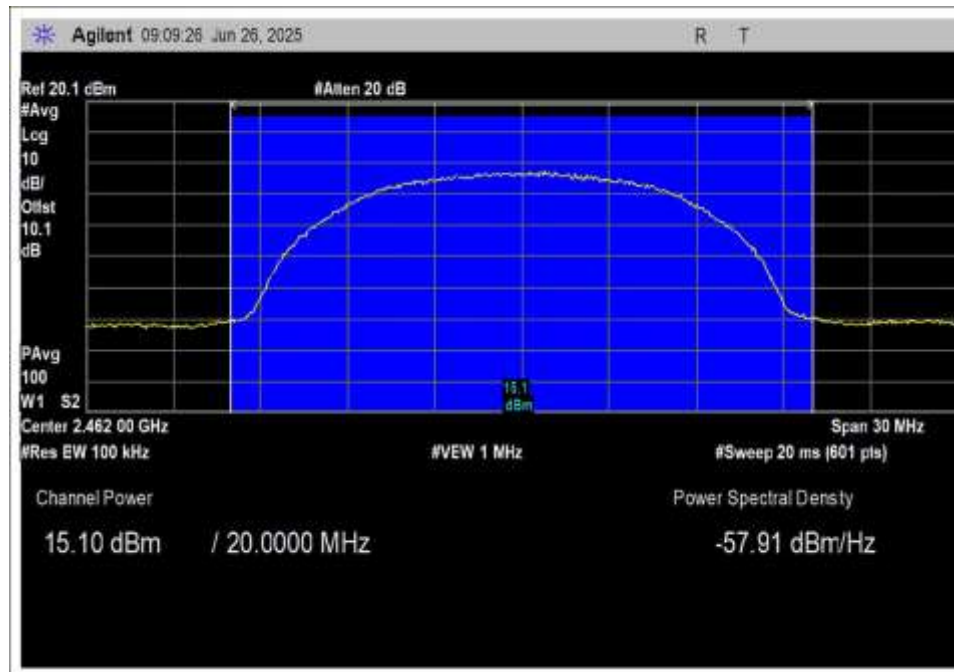 Agilent 09:09:26 Jun 26, 2025
R T
Ref 20.1 dBm #Atten 20 dB
#Avg
Log
10
dB/
Offst
10.1
dB
PAvg
100
W1 S2
15.1
dBm
Center 2.462 00 GHz Span 30 MHz
#Res BW 100 kHz #VBW 1 MHz #Sweep 20 ms (601 pts)
Channel Power Power Spectral Density
15.10 dBm / 20.0000 MHz -57.91 dBm/Hz